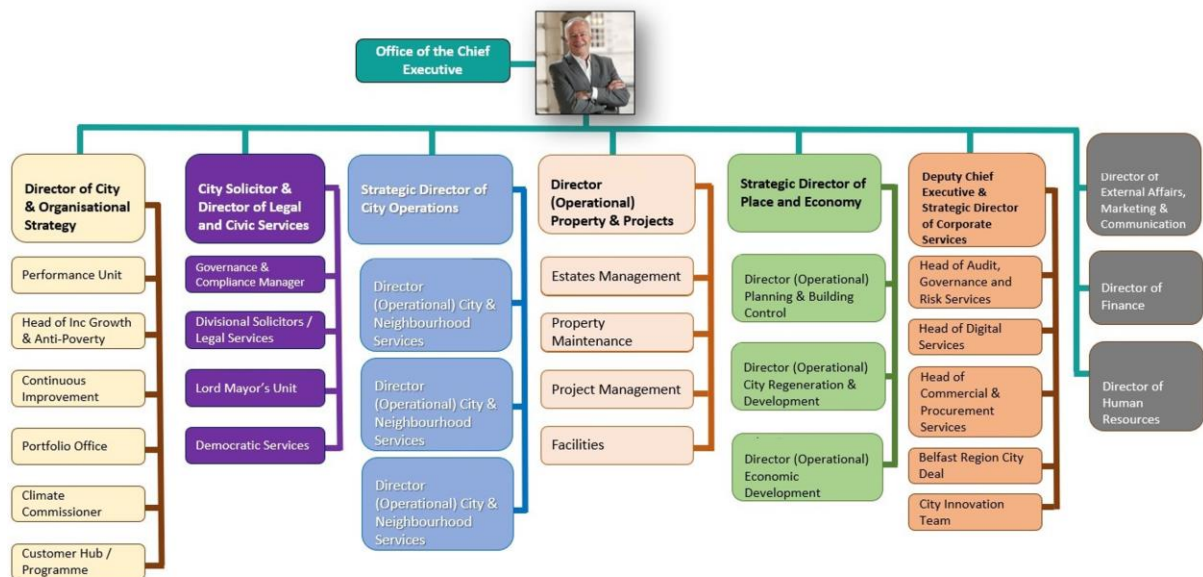 Office of the Chief
Executive
Director of City
& Organisational
Strategy
Performance Unit
Head of Inc Growth
& Anti-Poverty
Continuous
Improvement
Portfolio Office
Climate
Commissioner
Customer Hub /
Programme
City Solicitor &
Director of Legal
and Civic Services
Governance &
Compliance Manager
Divisional Solicitors /
Legal Services
Lord Mayor's Unit
Democratic Services
Strategic Director of
City Operations
Director
(Operational) City &
Neighbourhood
Services
Director
(Operational) City &
Neighbourhood
Services
Director
(Operational) City &
Neighbourhood
Services
Director
(Operational)
Property & Projects
Estates Management
Property
Maintenance
Project Management
Facilities
Strategic Director of
Place and Economy
Director (Operational)
Planning & Building
Control
Director (Operational)
City Regeneration &
Development
Director (Operational)
Economic
Development
Deputy Chief
Executive &
Strategic Director
of Corporate
Services
Head of Audit,
Governance and
Risk Services
Head of Digital
Services
Head of
Commercial &
Procurement
Services
Belfast Region City
Deal
City Innovation
Team
Director of
External Affairs,
Marketing &
Communication
Director of
Finance
Director of
Human
Resources